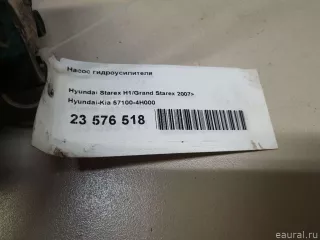 Насос гидроусилителя
Hyundai Starex H1/Grand Starex 2007>
Hyundai-Kia 57100-4H000
23 576 518
eaural.ru